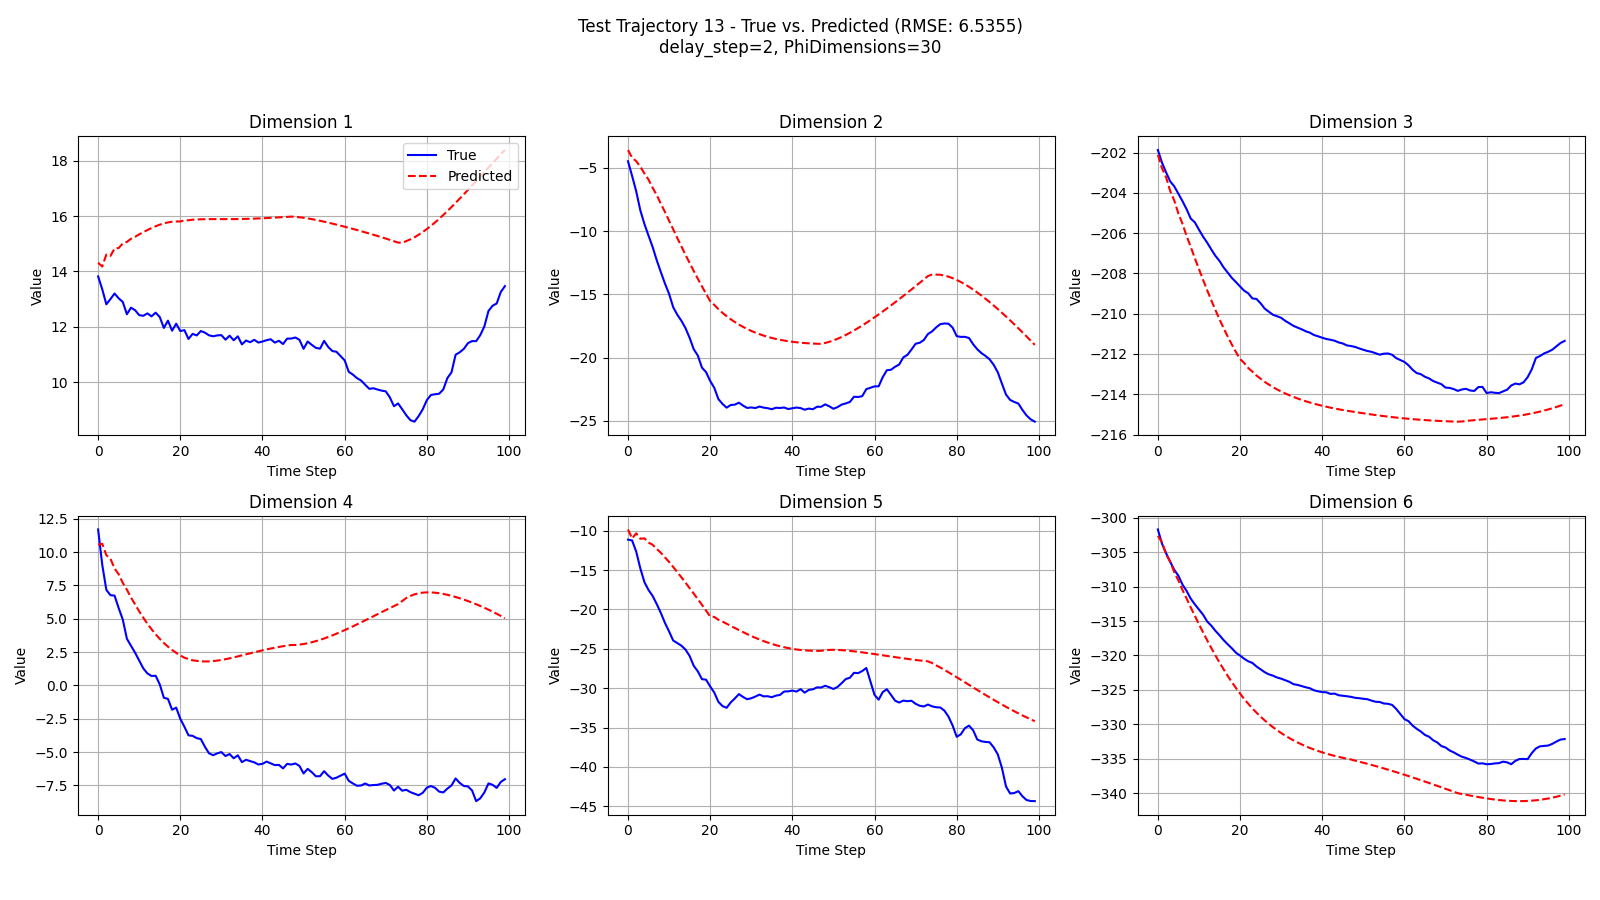 Test Trajectory 13 - True vs. Predicted (RMSE: 6.5355)
delay_step=2, PhiDimensions=30
Dimension 1
Value
18
16
14
12
10
True
Predicted
0 20 40 60 80 100
Time Step
Dimension 2
Value
−5
−10
−15
−20
−25
0 20 40 60 80 100
Time Step
Dimension 3
Value
−202
−204
−206
−208
−210
−212
−214
−216
0 20 40 60 80 100
Time Step
Dimension 4
Value
12.5
10.0
7.5
5.0
2.5
0.0
−2.5
−5.0
−7.5
0 20 40 60 80 100
Time Step
Dimension 5
Value
−10
−15
−20
−25
−30
−35
−40
−45
0 20 40 60 80 100
Time Step
Dimension 6
Value
−300
−305
−310
−315
−320
−325
−330
−335
−340
0 20 40 60 80 100
Time Step